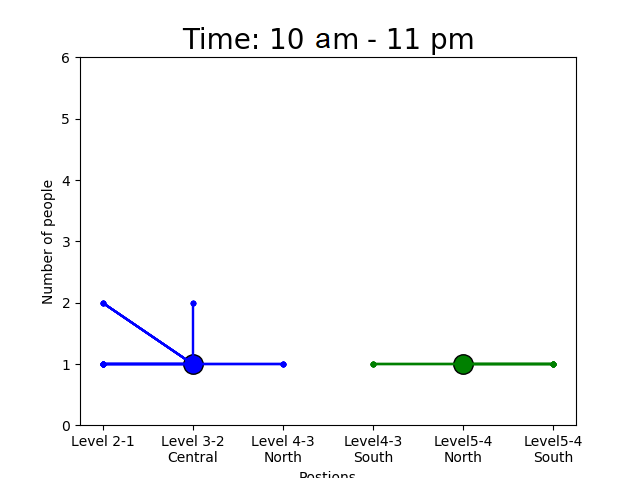 Time: 10 am - 11 pm
6
5
4
3
2
1
0
Number of people
Level 2-1
Level 3-2
Central
Level 4-3
North
Level4-3
South
Level5-4
North
Level5-4
South
Postions